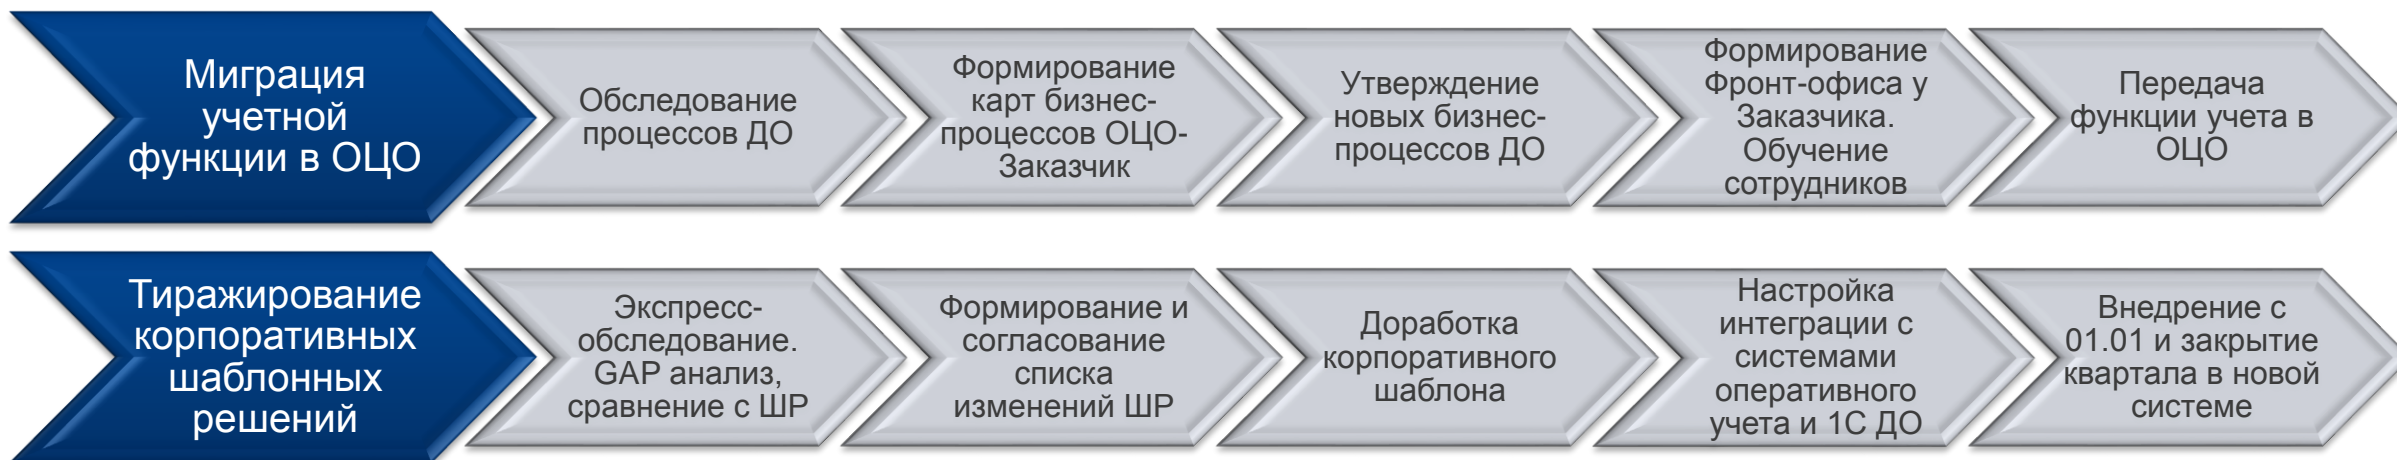 Миграция
учетной
функции в ОЦО
Обследование
процессов ДО
Формирование
карт бизнес-
процессов ОЦО-
Заказчик
Утверждение
новых бизнес-
процессов ДО
Формирование
Фронт-офиса у
Заказчика.
Обучение
сотрудников
Передача
функции учета в
ОЦО
Тиражирование
корпоративных
шаблонных
решений
Экспресс-
обследование.
GAP анализ,
сравнение с ШР
Формирование и
согласование
списка
изменений ШР
Доработка
корпоративного
шаблона
Настройка
интеграции с
системами
оперативного
учета и 1С ДО
Внедрение с
01.01 и закрытие
квартала в новой
системе